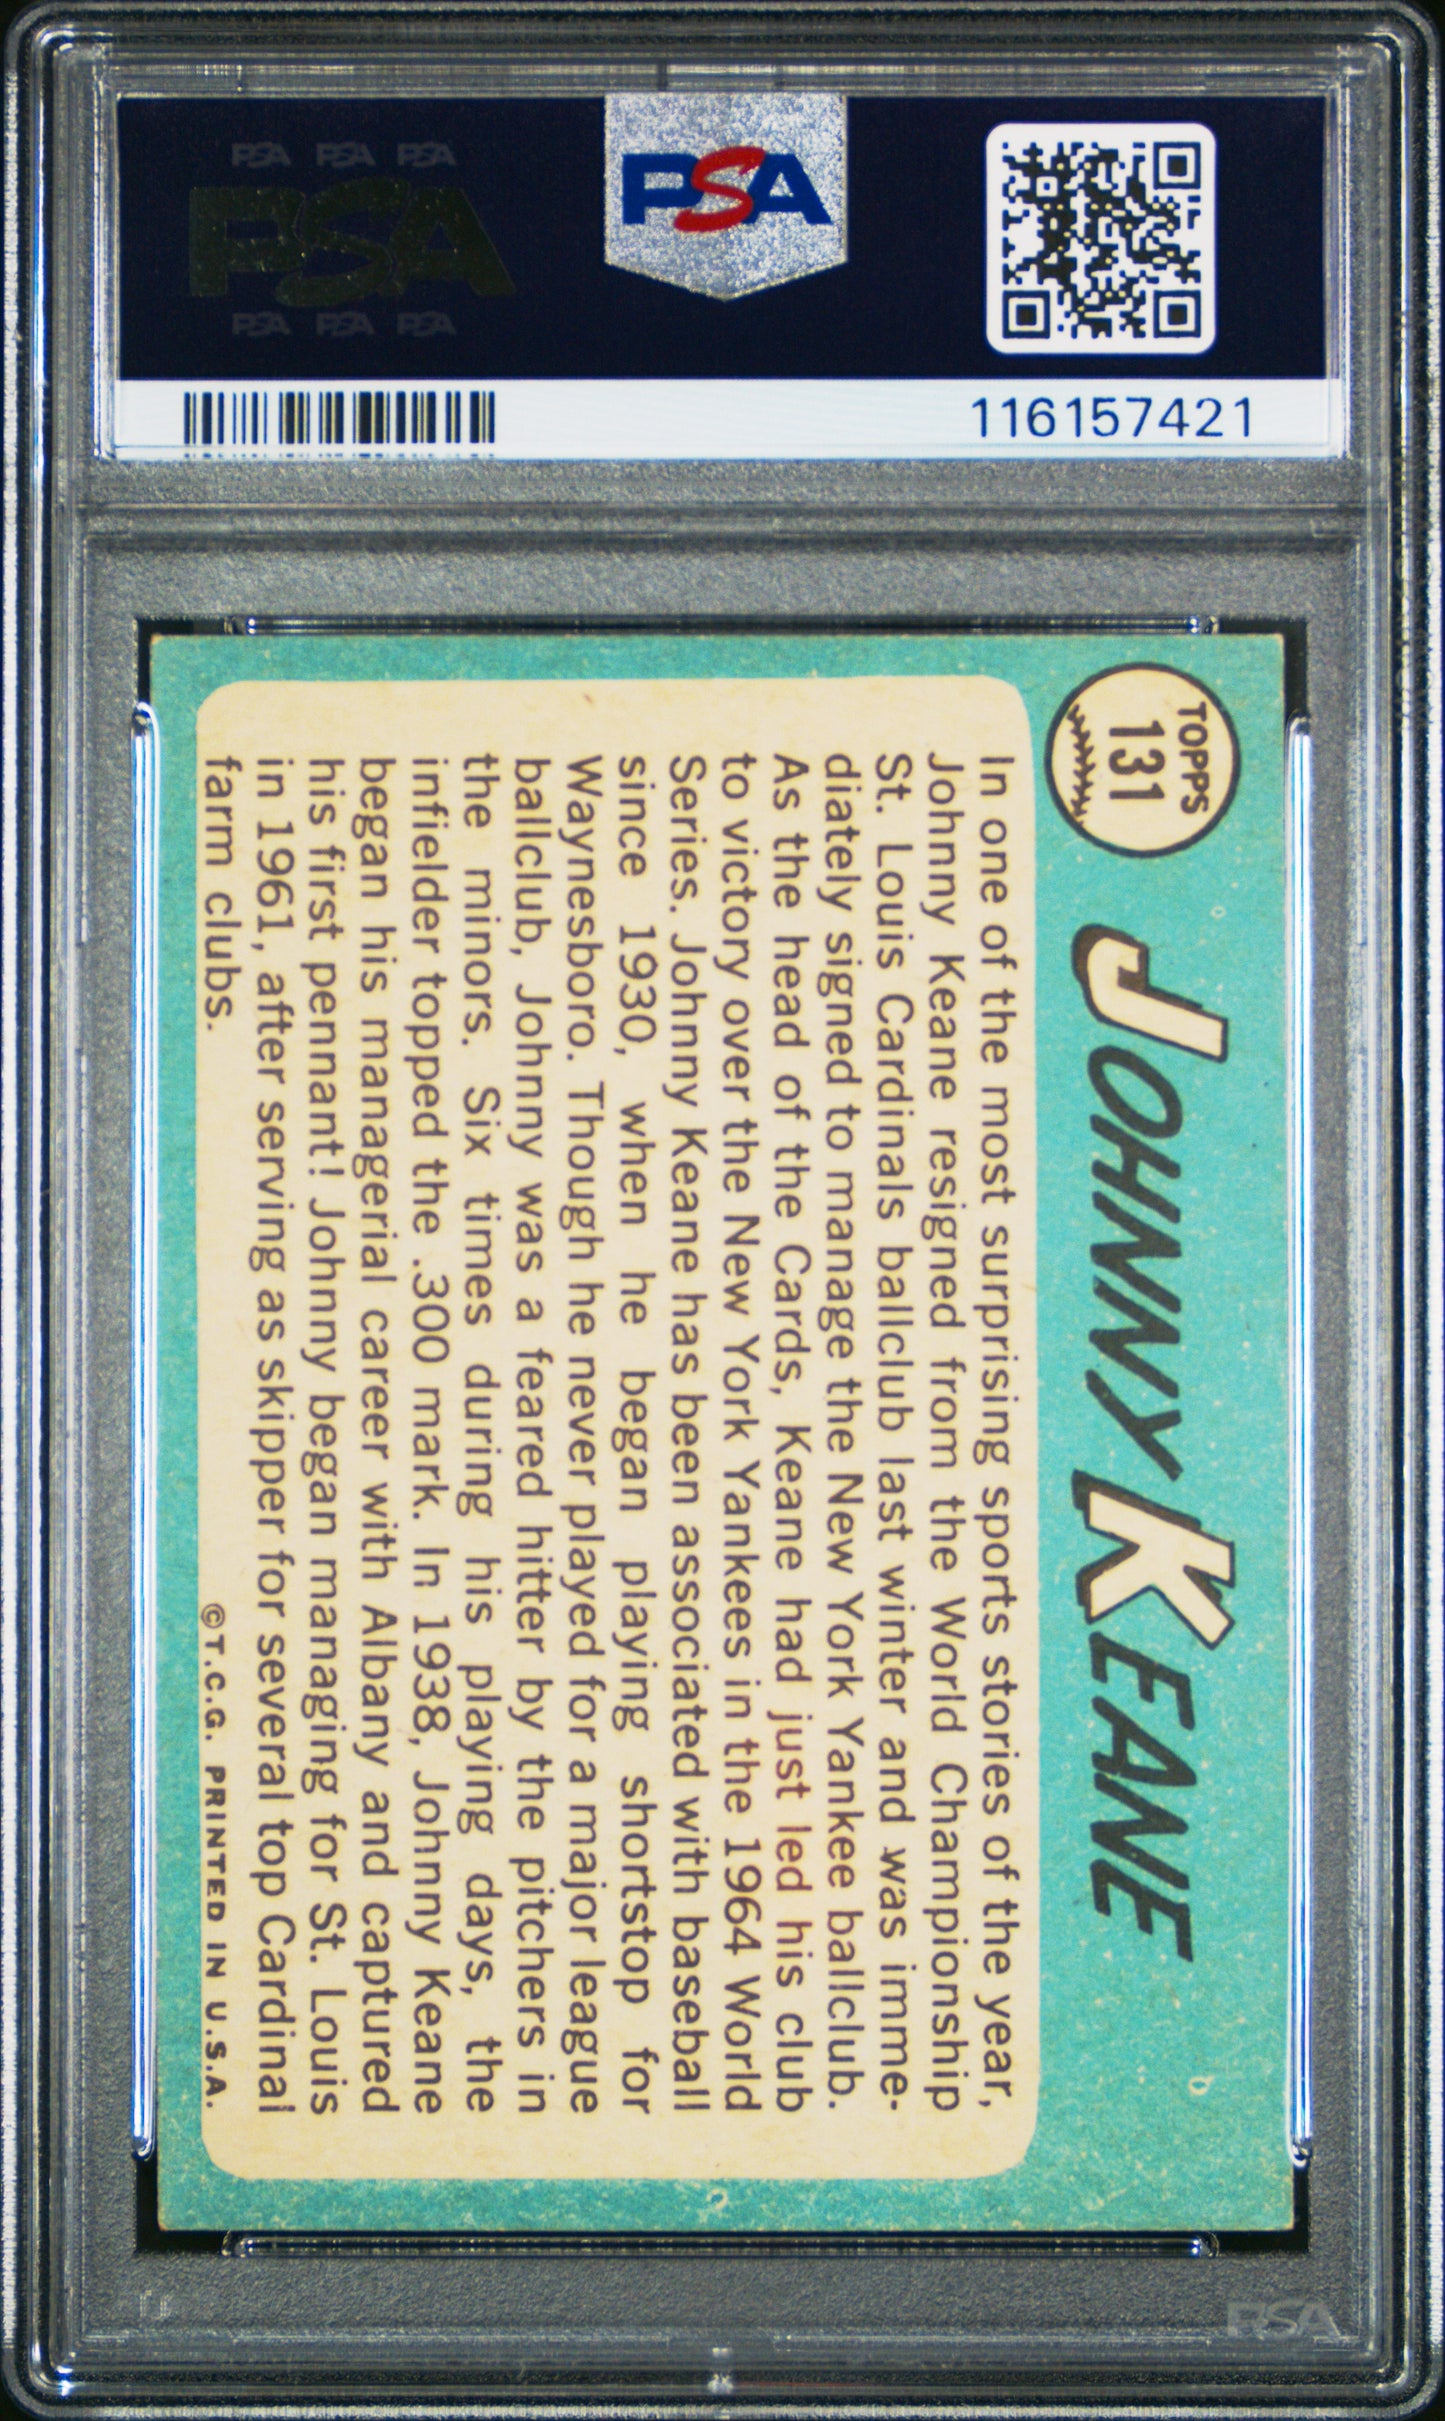 PSA PSA PSA
PSA
PSA PSA PSA
PSA
116157421
TOPPS
131
JOHNNY KEANE
In one of the most surprising sports stories of the year,
Johnny Keane resigned from the World Championship
St. Louis Cardinals ballclub last winter and was imme-
diately signed to manage the New York Yankee ballclub.
As the head of the Cards, Keane had just led his club
to victory over the New York Yankees in the 1964 World
Series. Johnny Keane has been associated with baseball
since 1930, when he began playing shortstop for
Waynesboro. Though he never played for a major league
ballclub, Johnny was a feared hitter by the pitchers in
the minors. Six times during his playing days, the
infielder topped the .300 mark. In 1938, Johnny Keane
began his managerial career with Albany and captured
his first pennant! Johnny began managing for St. Louis
in 1961, after serving as skipper for several top Cardinal
farm clubs.
©T.C.G. PRINTED IN U.S.A.
PSA